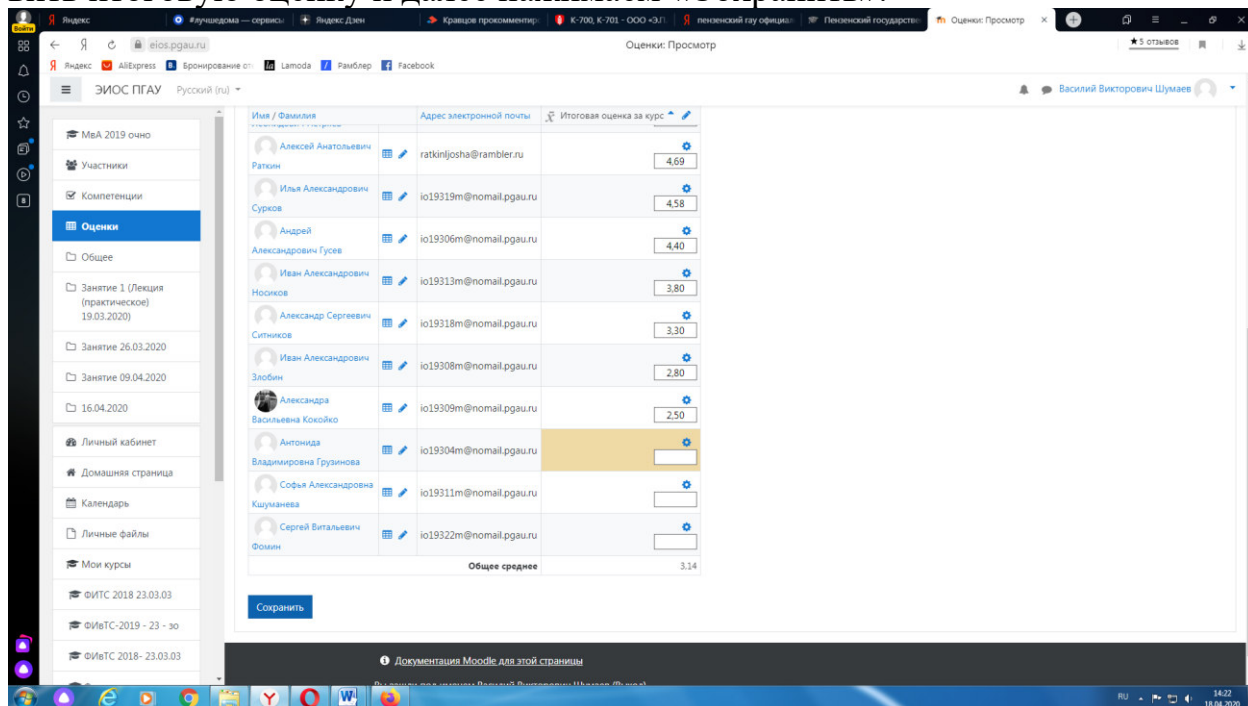 вить итоговую оценку и далее нажимаем «Сохранить».
Войти
Яндекс
#лучшедома — сервисы
Яндекс Дзен
Кравцов прокомментир
К-700, К-701 - ООО «Э.П.
пензенский гау официал
Пензенский государстве
Оценки: Просмотр
eios.pgau.ru
Оценки: Просмотр
★ 5 отзывов
Яндекс
AliExpress
Бронирование от
Lamoda
Рамблер
Facebook
ЭИОС ПГАУ
Русский (ru)
Василий Викторович Шумаев
МвА 2019 очно
Участники
Компетенции
Оценки
Общее
Занятие 1 (Лекция
(практическое)
19.03.2020)
Занятие 26.03.2020
Занятие 09.04.2020
16.04.2020
Личный кабинет
Домашняя страница
Календарь
Личные файлы
Мои курсы
ФИТС 2018 23.03.03
ФИвТС-2019 - 23 - зо
ФИвТС 2018- 23.03.03
Имя / Фамилия
Адрес электронной почты
Итоговая оценка за курс
Алексей Анатольевич
Раткин
ratkinljosha@rambler.ru
4,69
Илья Александрович
Сурков
io19319m@nomail.pgau.ru
4,58
Андрей
Александрович Гусев
io19306m@nomail.pgau.ru
4,40
Иван Александрович
Носиков
io19313m@nomail.pgau.ru
3,80
Александр Сергеевич
Ситников
io19318m@nomail.pgau.ru
3,30
Иван Александрович
Злобин
io19308m@nomail.pgau.ru
2,80
Александра
Васильевна Кокойко
io19309m@nomail.pgau.ru
2,50
Антонида
Владимировна Грузинова
io19304m@nomail.pgau.ru
Софья Александровна
Кшуманева
io19311m@nomail.pgau.ru
Сергей Витальевич
Фомин
io19322m@nomail.pgau.ru
Общее среднее
3.14
Сохранить
Документация Moodle для этой страницы
RU
14:22
18.04.2020